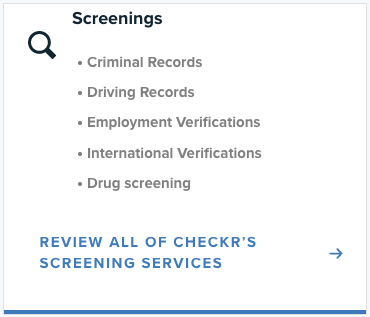 Screenings
• Criminal Records
• Driving Records
• Employment Verifications
• International Verifications
• Drug screening
REVIEW ALL OF CHECKR’S
SCREENING SERVICES